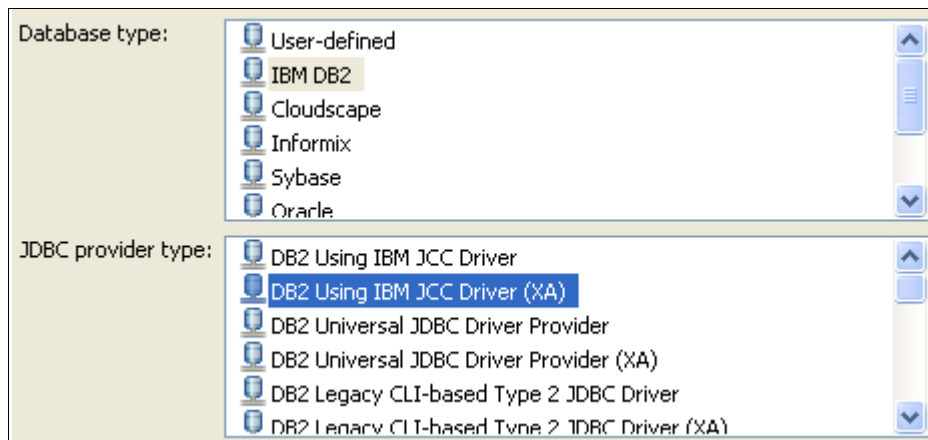 Database type:
User-defined
IBM DB2
Cloudscape
Informix
Sybase
Oracle
JDBC provider type:
DB2 Using IBM JCC Driver
DB2 Using IBM JCC Driver (XA)
DB2 Universal JDBC Driver Provider
DB2 Universal JDBC Driver Provider (XA)
DB2 Legacy CLI-based Type 2 JDBC Driver
DB2 Legacy CLI-based Type 2 JDBC Driver (XA)